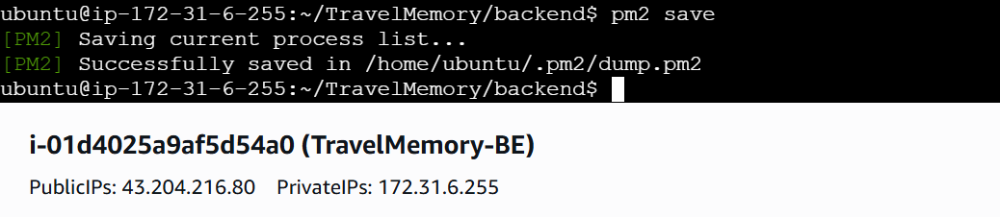 ubuntu@ip-172-31-6-255:~/TravelMemory/backend$ pm2 save
[PM2] Saving current process list...
[PM2] Successfully saved in /home/ubuntu/.pm2/dump.pm2
ubuntu@ip-172-31-6-255:~/TravelMemory/backend$
i-01d4025a9af5d54a0 (TravelMemory-BE)
PublicIPs: 43.204.216.80 PrivateIPs: 172.31.6.255